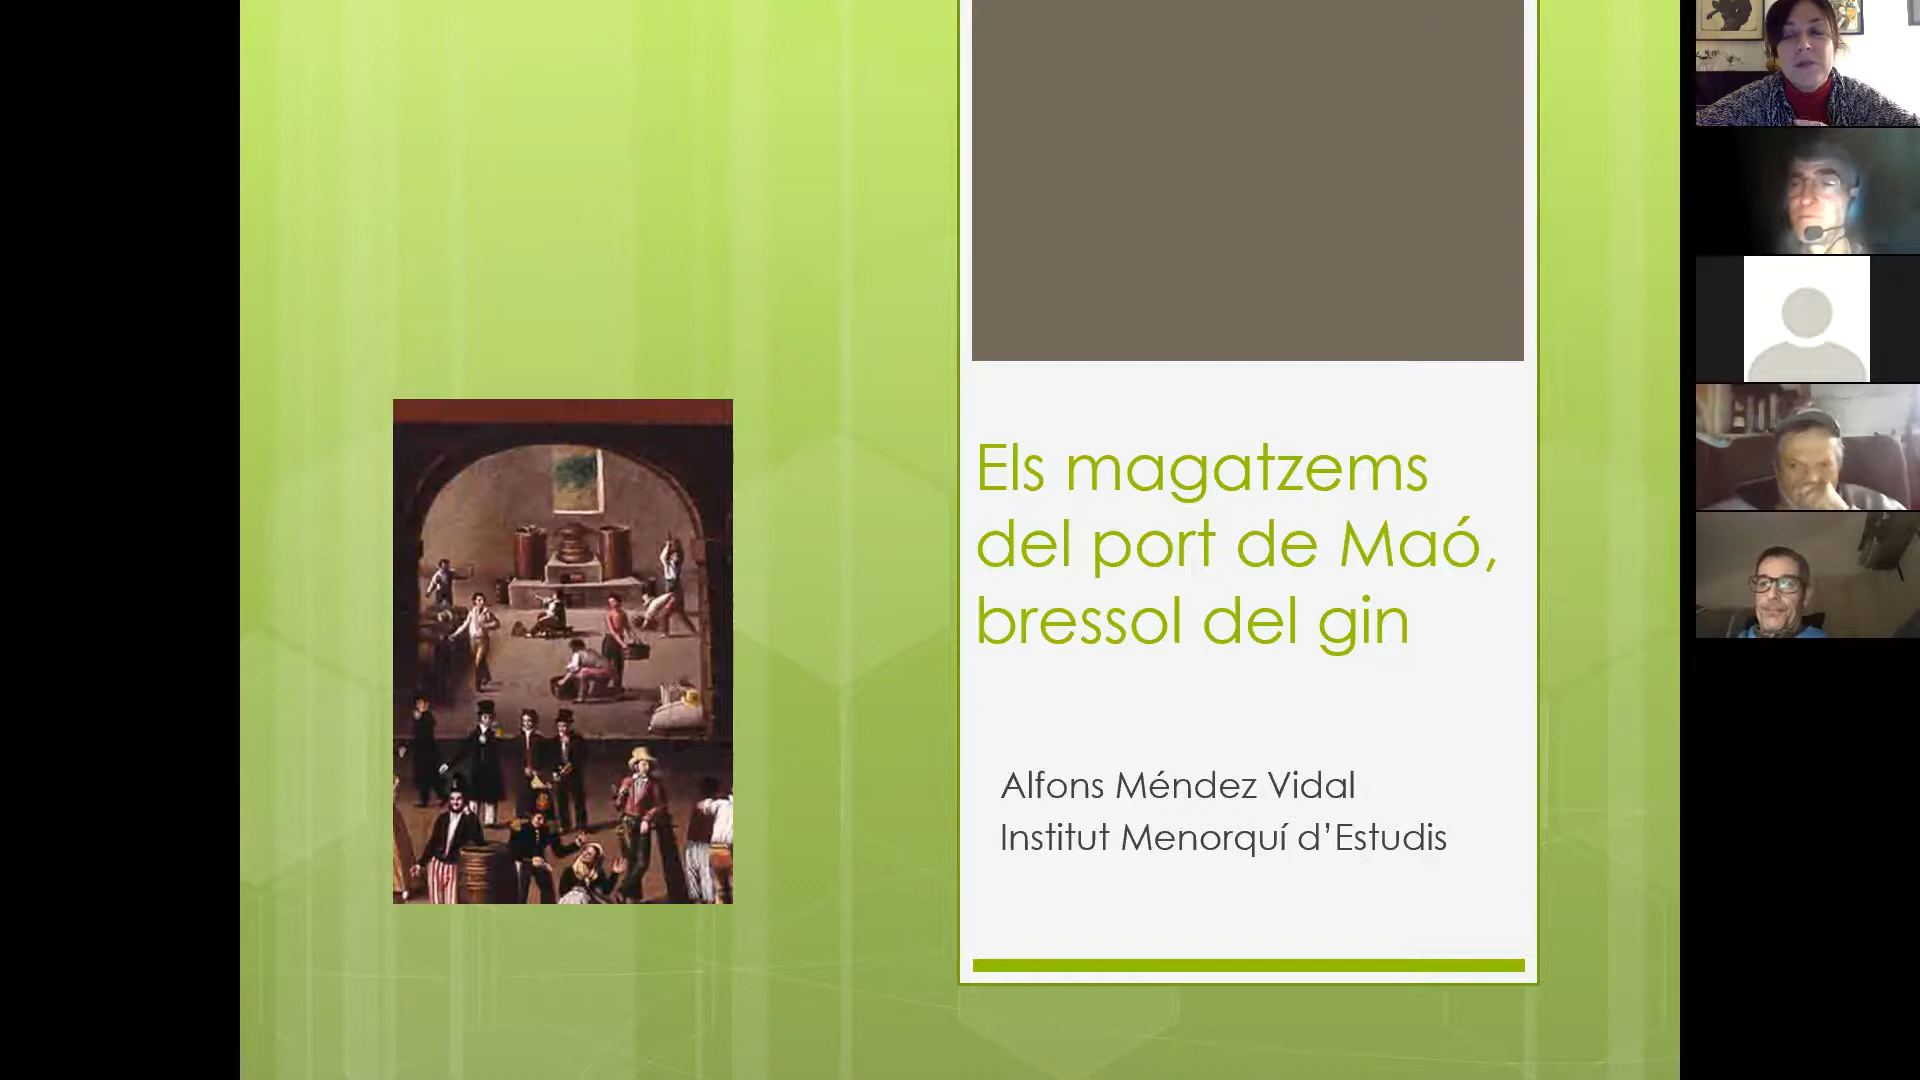 Els magatzems
del port de Maó,
bressol del gin
Alfons Méndez Vidal
Institut Menorquí d’Estudis